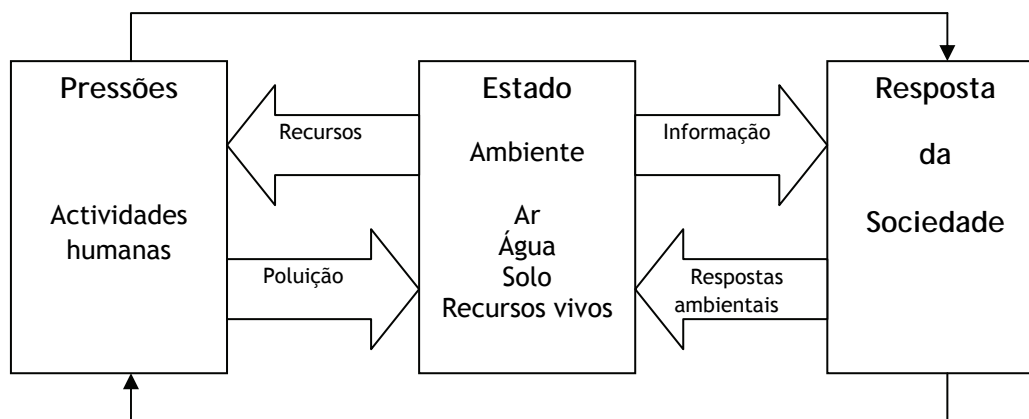 Pressões
Actividades
humanas
Recursos
Poluição
Estado
Ambiente
Ar
Água
Solo
Recursos vivos
Informação
Respostas
ambientais
Resposta
da
Sociedade